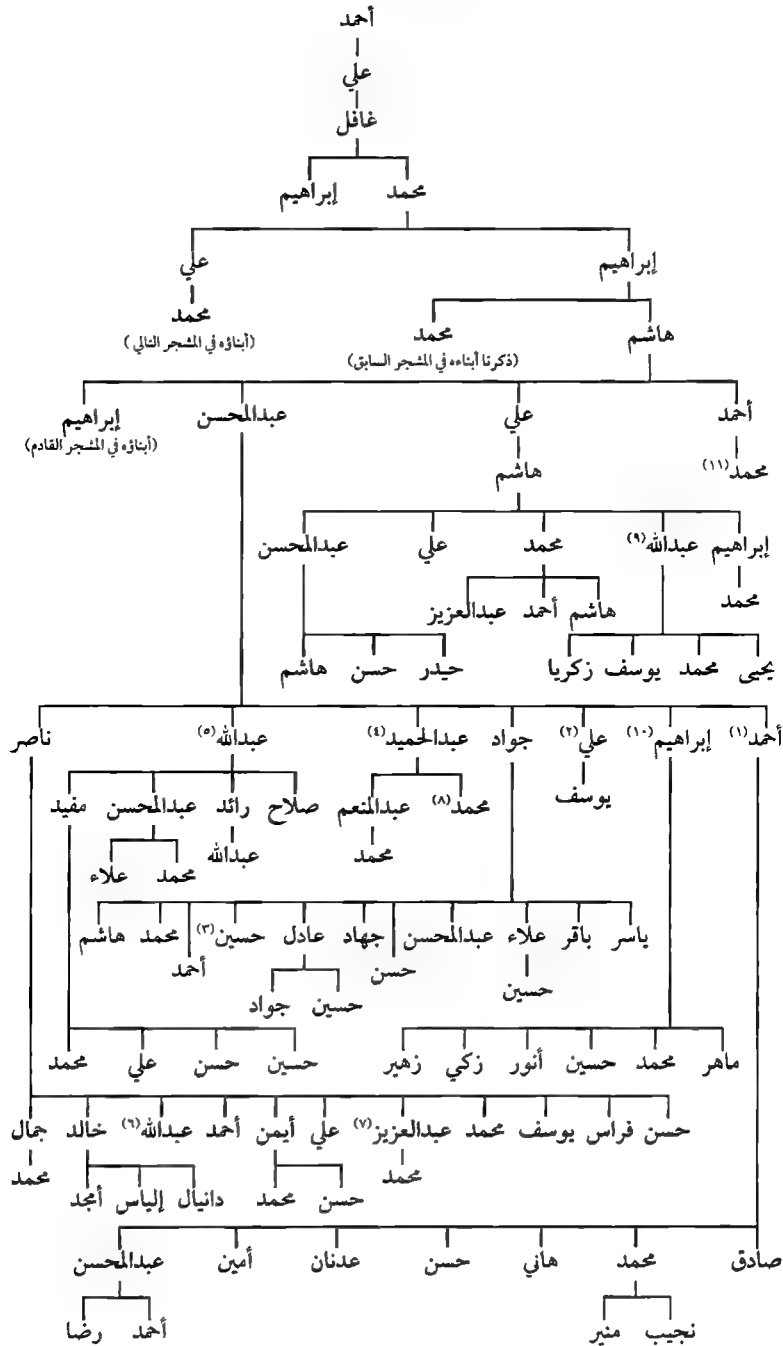 أحمد
علي
غافل
محمد إبراهيم
إبراهيم علي
محمد
(أبناؤه في المشجر التالي)
هاشم محمد
(ذكرنا أبناءه في المشجر السابق)
أحمد علي عبدالمحسن إبراهيم
(أبناؤه في المشجر القادم)
محمد(١١) هاشم
إبراهيم عبدالله(٩) محمد علي عبدالمحسن
محمد هاشم أحمد عبدالعزيز
يحيى محمد يوسف زكريا حيدر حسن هاشم
أحمد(١) إبراهيم(١٠) علي(٢) جواد عبدالحميد(٤) عبدالله(٥) ناصر
يوسف محمد(٨) عبدالمنعم صلاح رائد عبدالمحسن مفيد
محمد عبدالله محمد علاء
ياسر باقر علاء عبدالمحسن حسن جهاد عادل حسين(٣) أحمد محمد هاشم
حسين حسين جواد
ماهر محمد حسين أنور زكي زهير حسين حسن علي محمد
حسن فراس يوسف محمد عبدالعزيز(٧) علي أيمن أحمد عبدالله(٦) خالد جمال
محمد حسن محمد دانيال إلياس أمجد محمد
صادق محمد هاني حسن عدنان أمين عبدالمحسن
نجيب منير أحمد رضا